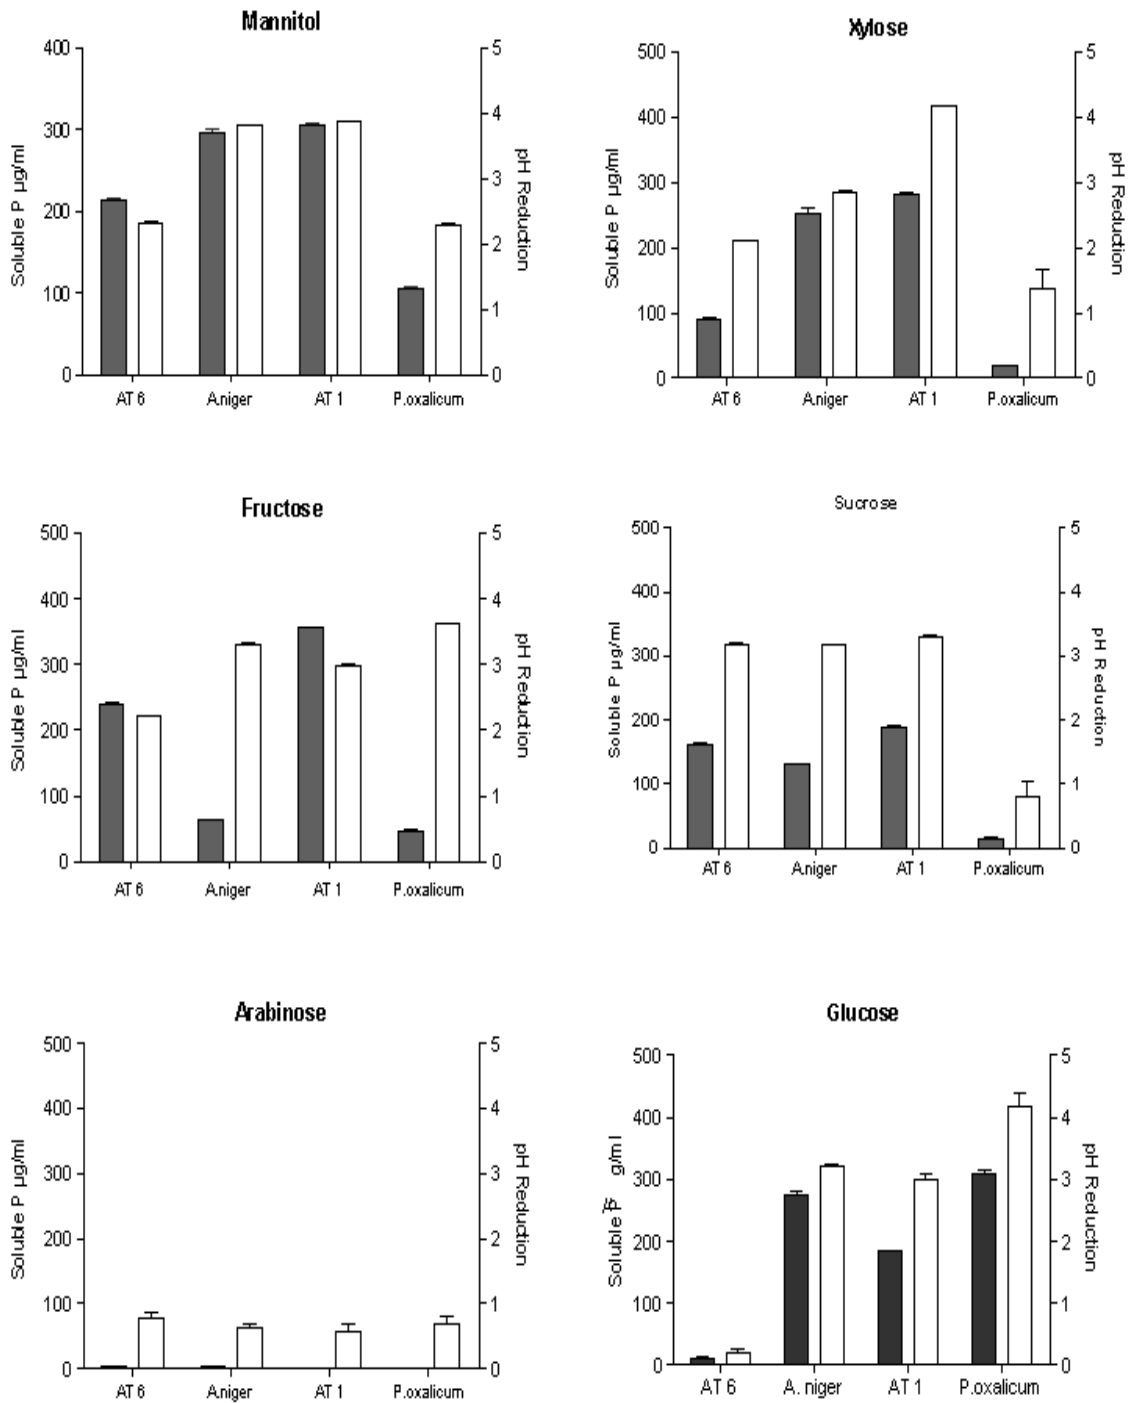 Mannitol
400
300
200
100
0
Soluble P µg/ml
5
4
3
2
1
0
pH Reduction
AT 6
A.niger
AT 1
P.oxalicum
Xylose
500
400
300
200
100
0
Soluble P µg/ml
5
4
3
2
1
0
pH Reduction
AT 6
A.niger
AT 1
P.oxalicum
Fructose
500
400
300
200
100
0
Soluble P µg/ml
5
4
3
2
1
0
pH Reduction
AT 6
A.niger
AT 1
P.oxalicum
Sucrose
500
400
300
200
100
0
Soluble P µg/ml
5
4
3
2
1
0
pH Reduction
AT 6
A.niger
AT 1
P.oxalicum
Arabinose
500
400
300
200
100
0
Soluble P µg/ml
5
4
3
2
1
0
pH Reduction
AT 6
A.niger
AT 1
P.oxalicum
Glucose
500
400
300
200
100
0
Soluble P g/ml
5
4
3
2
1
0
pH Reduction
AT 6
A. niger
AT 1
P.oxalicum